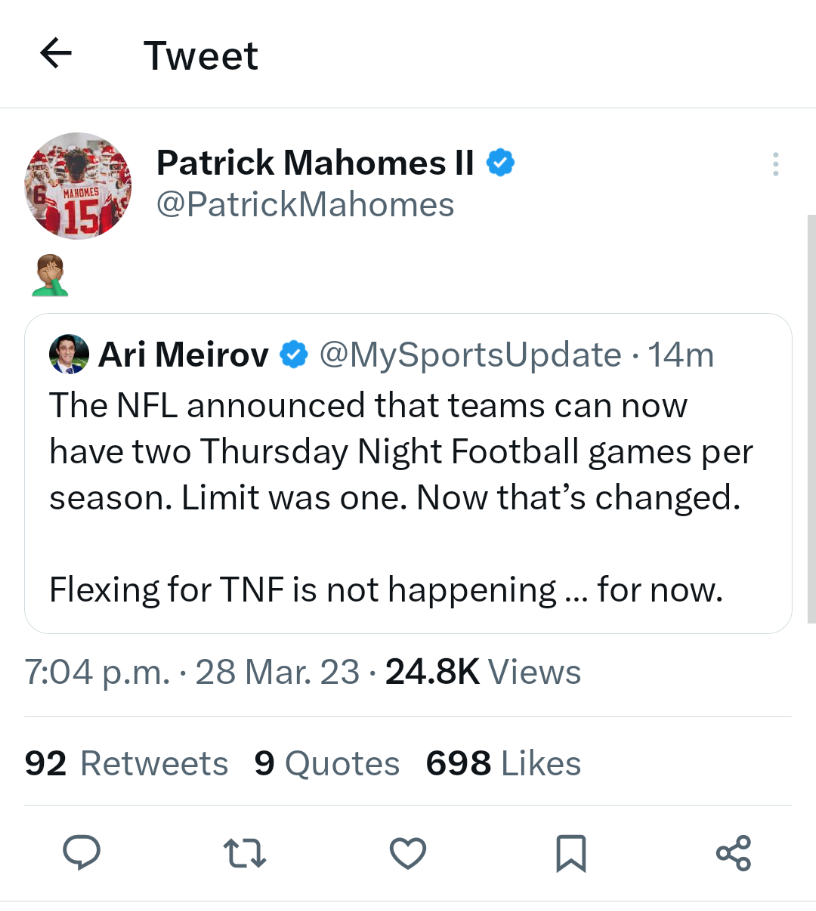 Tweet
MAHOMES
15
Patrick Mahomes II
@PatrickMahomes
🤦🏽‍♂️
Ari Meirov @MySportsUpdate · 14m
The NFL announced that teams can now
have two Thursday Night Football games per
season. Limit was one. Now that’s changed.
Flexing for TNF is not happening ... for now.
7:04 p.m. · 28 Mar. 23 · 24.8K Views
92 Retweets 9 Quotes 698 Likes